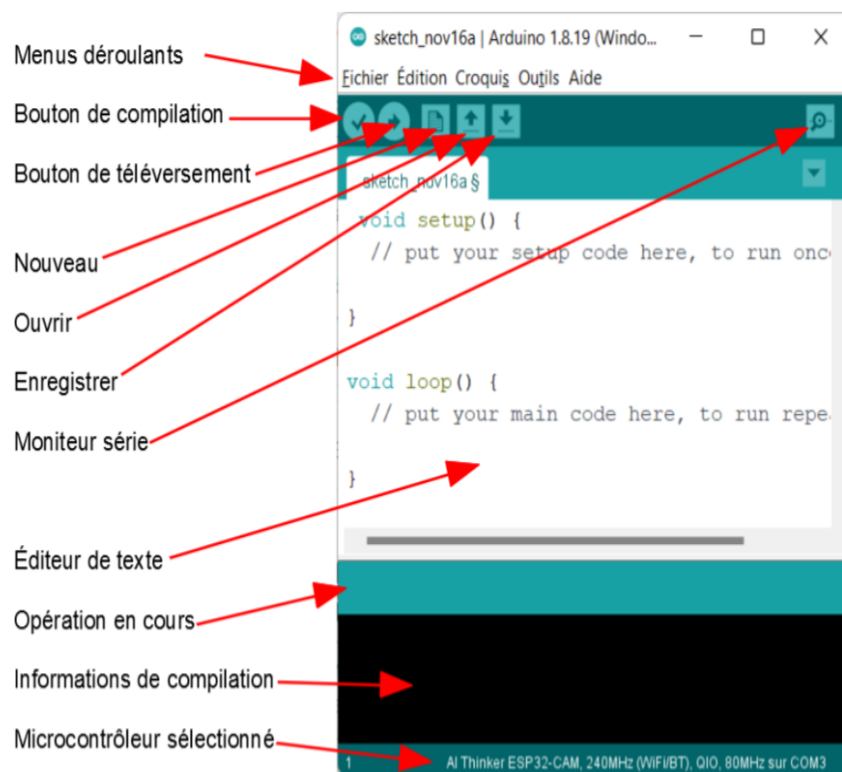 sketch_nov16a | Arduino 1.8.19 (Windo...
Menus déroulants
Fichier Édition Croquis Outils Aide
Bouton de compilation
Bouton de téléversement
sketch_nov16a §
void setup() {
// put your setup code here, to run once
Nouveau
Ouvrir
}
Enregistrer
void loop() {
// put your main code here, to run repe
Moniteur série
}
Éditeur de texte
Opération en cours
Informations de compilation
Microcontrôleur sélectionné
1 AI Thinker ESP32-CAM, 240MHz (WiFi/BT), QIO, 80MHz sur COM3